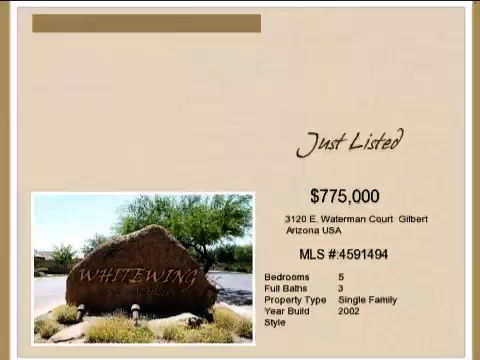 Just Listed
$775,000
3120 E. Waterman Court Gilbert
Arizona USA
MLS #:4591494
Bedrooms 5
Full Baths 3
Property Type Single Family
Year Build 2002
Style
WHITEWING